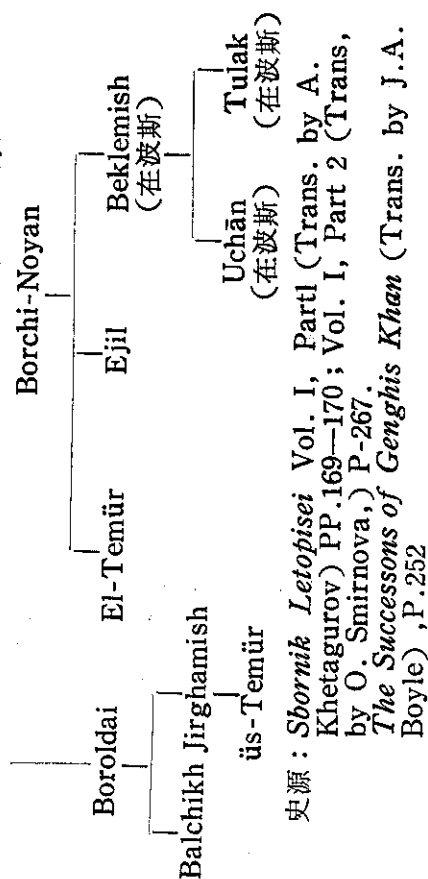 Borchi-Noyan
Boroldai
El-Temür Ejil Beklemish
(在波斯)
Balchikh Jirghamish
Uchān Tulak
(在波斯) (在波斯)
üs-Temür
史源：Sbornik Letopisei Vol. I, Part1 (Trans. by A.
Khetagurov) PP.169—170; Vol. I, Part 2 (Trans,
by O. Smirnova,) P-267.
The Successons of Genghis Khan (Trans. by J.A.
Boyle) ,P.252